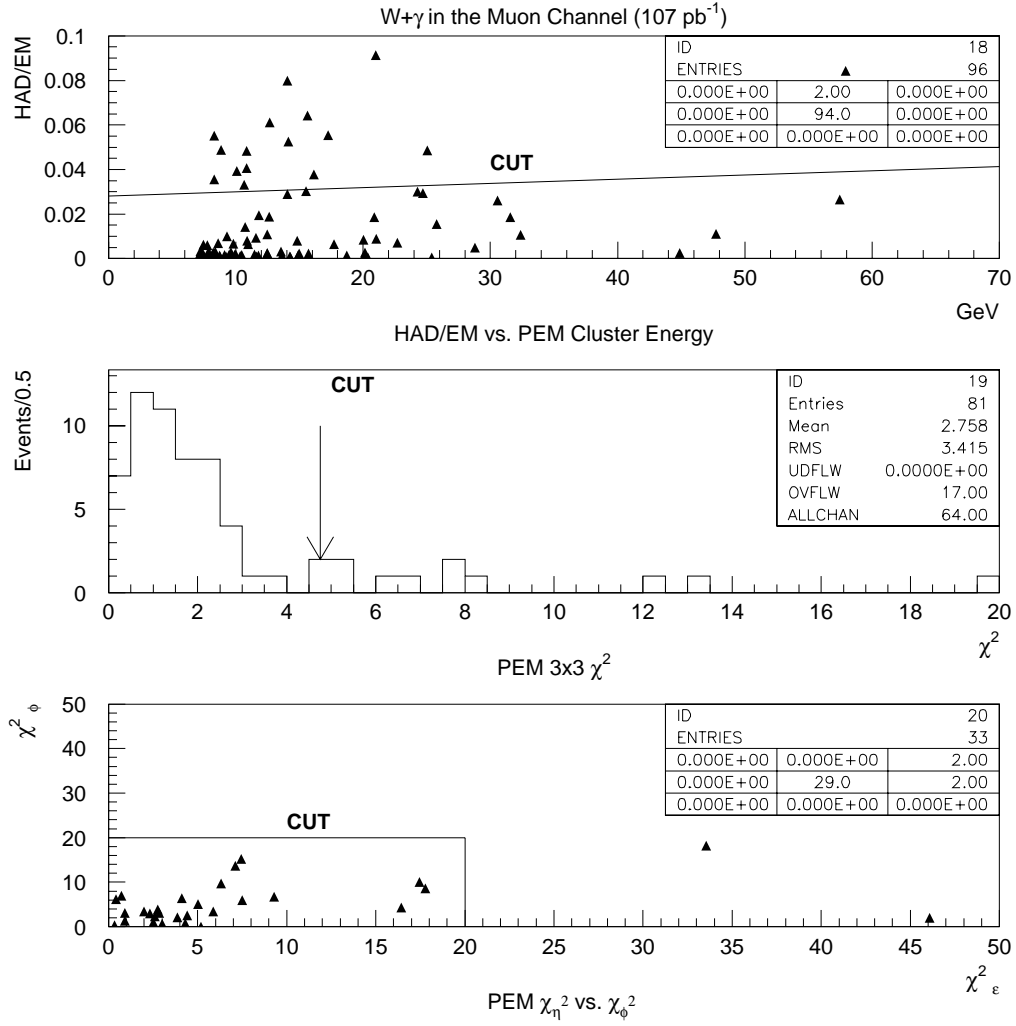 W+γ in the Muon Channel (107 pb⁻¹)
HAD/EM
0.1
0.08
0.06
0.04
0.02
0
ID 18
ENTRIES 96
0.000E+00 2.00 0.000E+00
0.000E+00 94.0 0.000E+00
0.000E+00 0.000E+00 0.000E+00
CUT
0 10 20 30 40 50 60 70
GeV
HAD/EM vs. PEM Cluster Energy
Events/0.5
10
5
0
CUT
ID 19
Entries 81
Mean 2.758
RMS 3.415
UDFLW 0.0000E+00
OVFLW 17.00
ALLCHAN 64.00
0 2 4 6 8 10 12 14 16 18 20
χ²
PEM 3x3 χ²
χ²_φ
50
40
30
20
10
0
ID 20
ENTRIES 33
0.000E+00 0.000E+00 2.00
0.000E+00 29.0 2.00
0.000E+00 0.000E+00 0.000E+00
CUT
0 5 10 15 20 25 30 35 40 45 50
χ²_ε
PEM χ_η² vs. χ_φ²